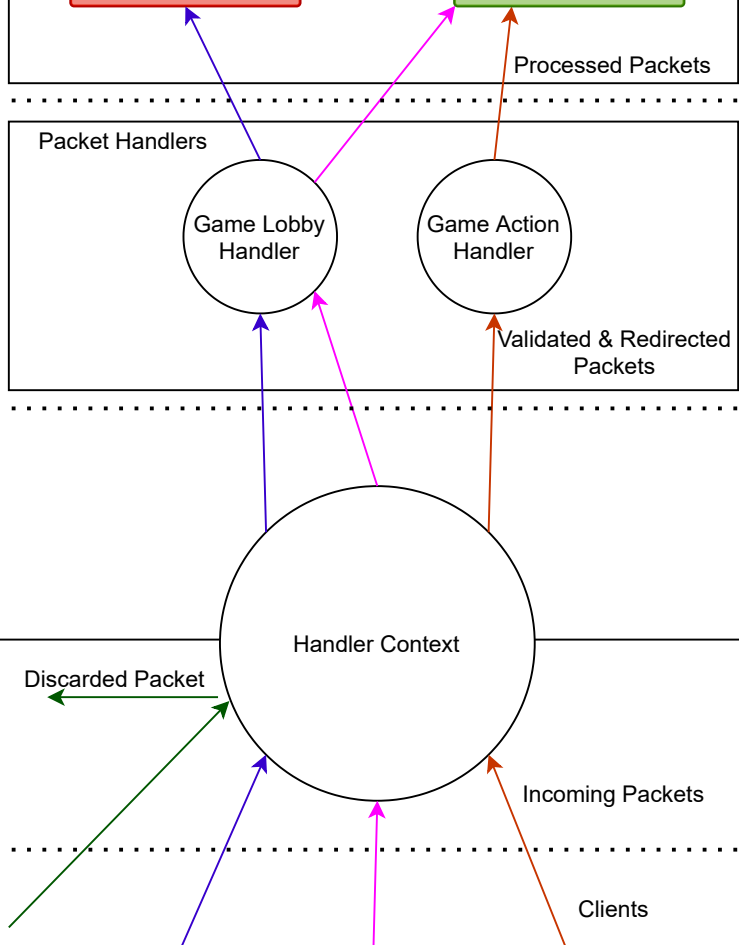 Processed Packets
Packet Handlers
Game Lobby
Handler
Game Action
Handler
Validated & Redirected
Packets
Handler Context
Discarded Packet
Incoming Packets
Clients